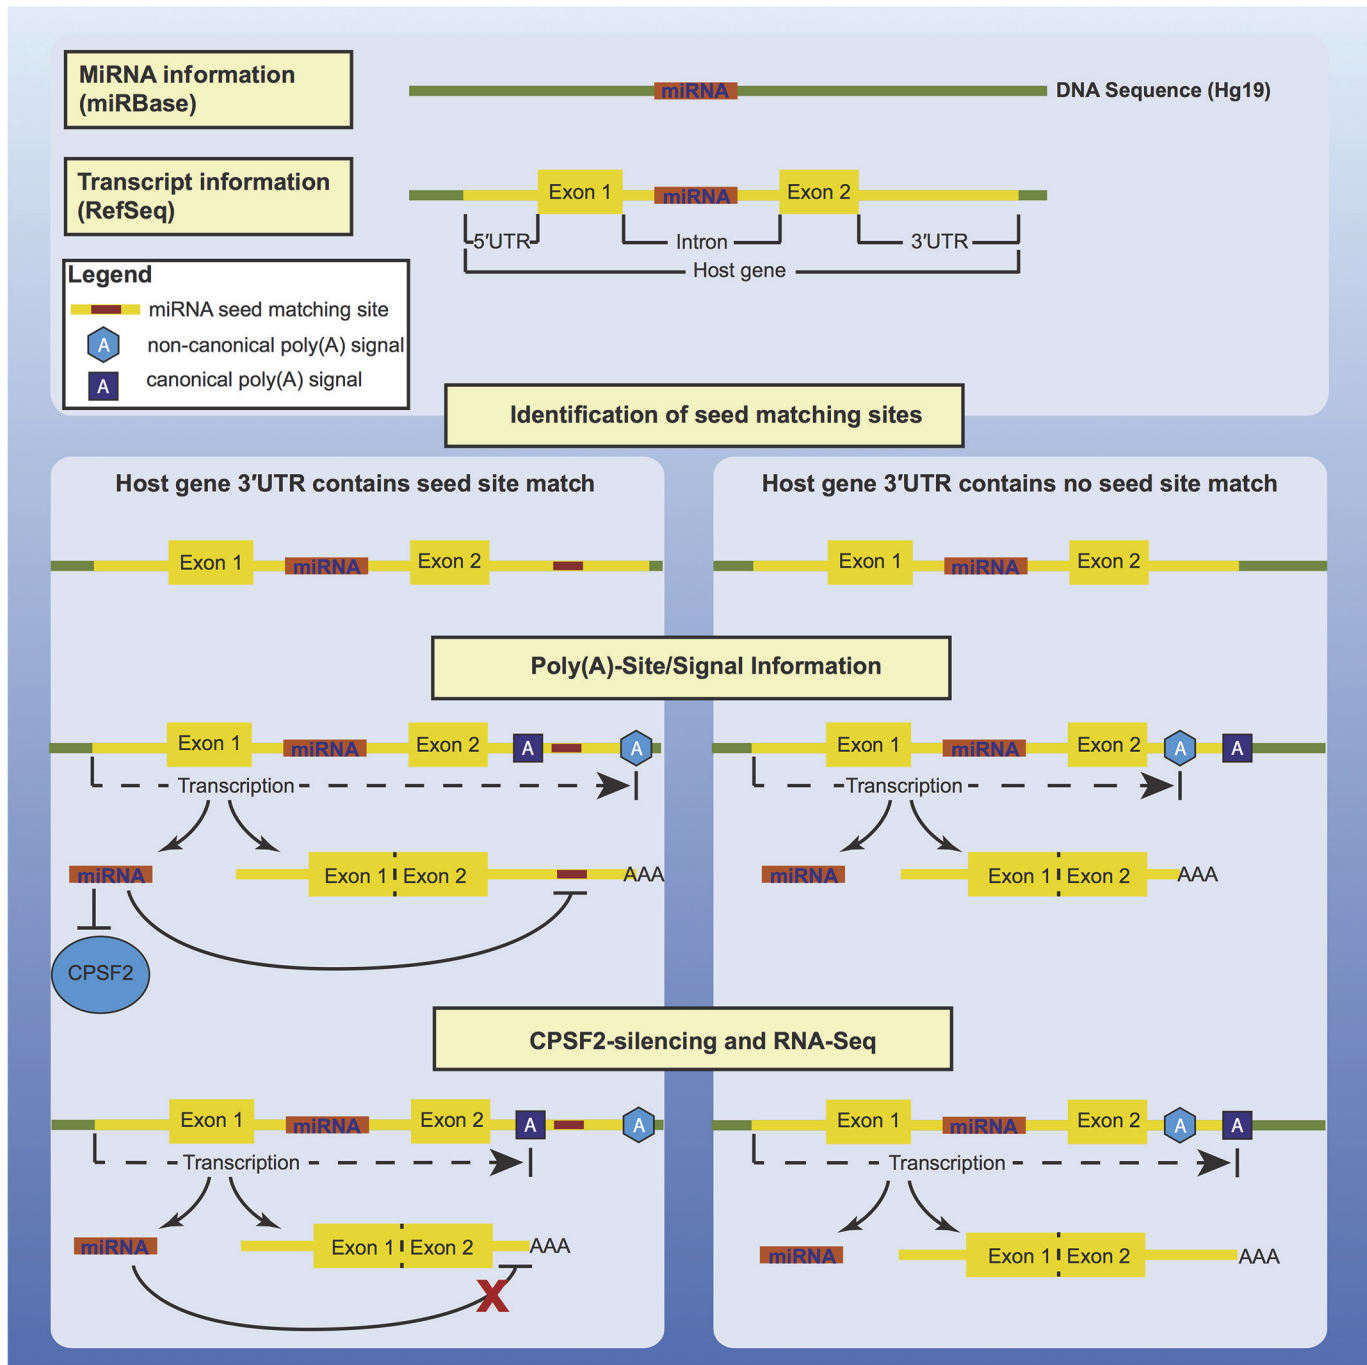 MiRNA information
(miRBase)
miRNA
DNA Sequence (Hg19)
Transcript information
(RefSeq)
Exon 1
miRNA
Exon 2
5′UTR
Intron
3′UTR
Host gene
Legend
miRNA seed matching site
A
non-canonical poly(A) signal
A
canonical poly(A) signal
Identification of seed matching sites
Host gene 3′UTR contains seed site match
Host gene 3′UTR contains no seed site match
Exon 1
miRNA
Exon 2
Exon 1
miRNA
Exon 2
Poly(A)-Site/Signal Information
Exon 1
miRNA
Exon 2
A
A
Exon 1
miRNA
Exon 2
A
A
Transcription
Transcription
miRNA
Exon 1
Exon 2
AAA
miRNA
Exon 1
Exon 2
AAA
CPSF2
CPSF2-silencing and RNA-Seq
Exon 1
miRNA
Exon 2
A
A
Exon 1
miRNA
Exon 2
A
A
Transcription
Transcription
miRNA
Exon 1
Exon 2
AAA
X
miRNA
Exon 1
Exon 2
AAA